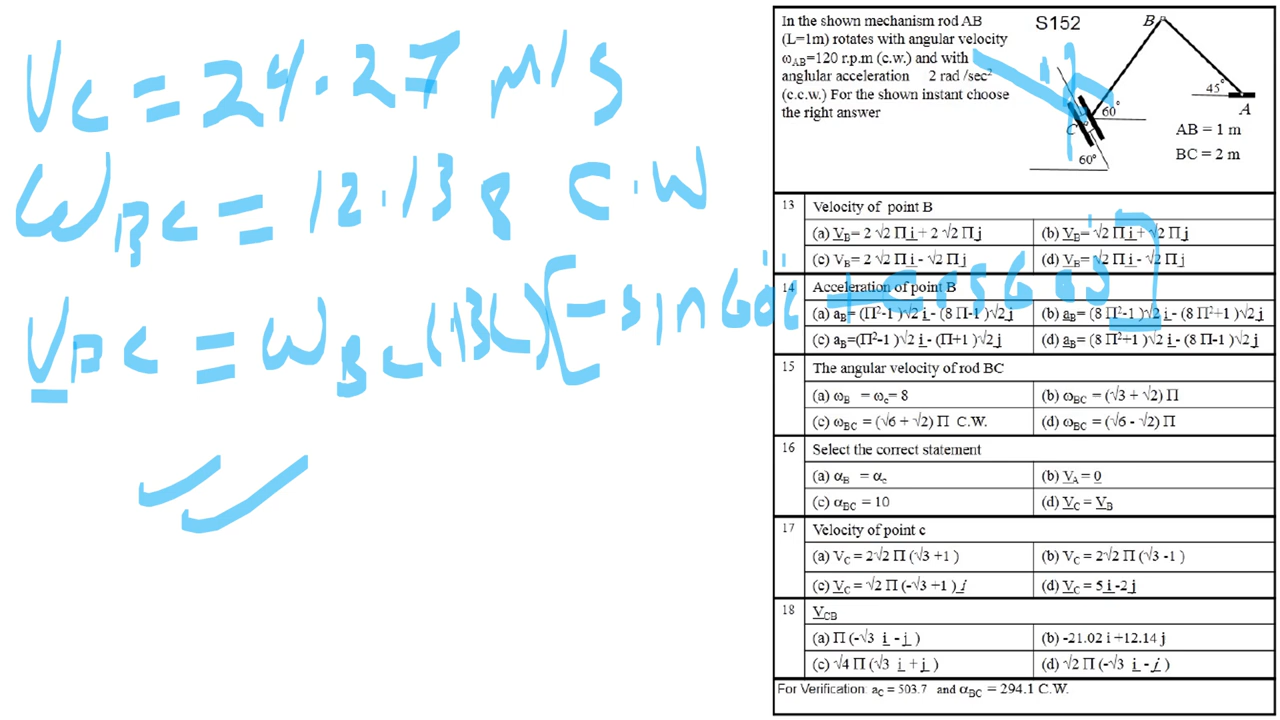 VC = 24.27 m/s
ωBC = 12.138 C.W
VBC = ωBC(BC)[-sin60i + cos60j]
In the shown mechanism rod AB
(L=1m) rotates with angular velocity
ωAB=120 r.p.m (c.w.) and with
anglular acceleration 2 rad /sec²
(c.c.w.) For the shown instant choose
the right answer
S152
B
45°
A
60°
C
60°
AB = 1 m
BC = 2 m
13 Velocity of point B
(a) VB= 2 √2 Π i + 2 √2 Π j (b) VB= √2 Π i + √2 Π j
(c) VB= 2 √2 Π i - √2 Π j (d) VB= √2 Π i - √2 Π j
14 Acceleration of point B
(a) aB= (Π²-1 )√2 i - (8 Π-1 )√2 j (b) aB= (8 Π²-1 )√2 i - (8 Π²+1 )√2 j
(c) aB=(Π²-1 )√2 i - (Π+1 )√2 j (d) aB= (8 Π²+1 )√2 i - (8 Π-1 )√2 j
15 The angular velocity of rod BC
(a) ωB = ωc= 8 (b) ωBC = (√3 + √2) Π
(c) ωBC = (√6 + √2) Π C.W. (d) ωBC = (√6 - √2) Π
16 Select the correct statement
(a) αB = αc (b) VA = 0
(c) αBC = 10 (d) VC = VB
17 Velocity of point c
(a) VC = 2√2 Π (√3 +1 ) (b) VC = 2√2 Π (√3 -1 )
(c) VC = √2 Π (-√3 +1 ) j (d) VC = 5 i -2 j
18 VCB
(a) Π (-√3 i - j ) (b) -21.02 i +12.14 j
(c) √4 Π (√3 i + j ) (d) √2 Π (-√3 i - j )
For Verification: aC = 503.7 and αBC = 294.1 C.W.